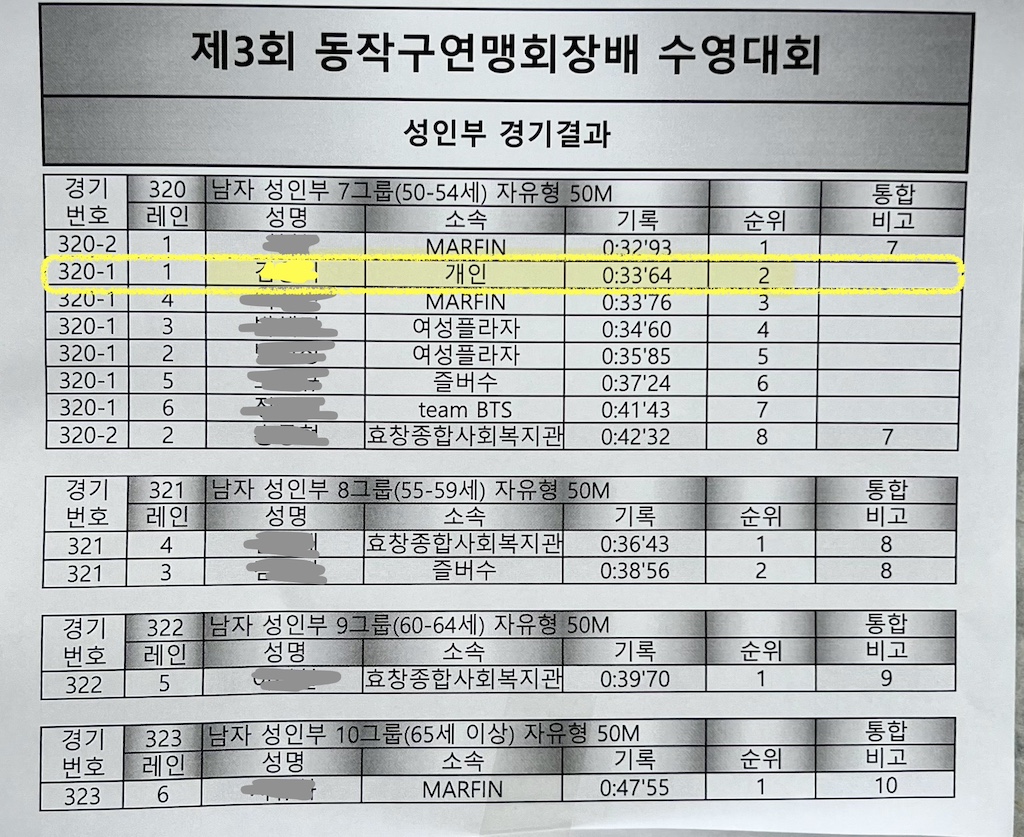 제3회 동작구연맹회장배 수영대회
성인부 경기결과
경기 번호 320 남자 성인부 7그룹(50-54세) 자유형 50M 통합
레인 성명 소속 기록 순위 비고
320-2 1 MARFIN 0:32'93 1 7
320-1 1 개인 0:33'64 2
320-1 4 MARFIN 0:33'76 3
320-1 3 여성플라자 0:34'60 4
320-1 2 여성플라자 0:35'85 5
320-1 5 즐버수 0:37'24 6
320-1 6 team BTS 0:41'43 7
320-2 2 효창종합사회복지관 0:42'32 8 7
경기 번호 321 남자 성인부 8그룹(55-59세) 자유형 50M 통합
레인 성명 소속 기록 순위 비고
321 4 효창종합사회복지관 0:36'43 1 8
321 3 즐버수 0:38'56 2 8
경기 번호 322 남자 성인부 9그룹(60-64세) 자유형 50M 통합
레인 성명 소속 기록 순위 비고
322 5 효창종합사회복지관 0:39'70 1 9
경기 번호 323 남자 성인부 10그룹(65세 이상) 자유형 50M 통합
레인 성명 소속 기록 순위 비고
323 6 MARFIN 0:47'55 1 10